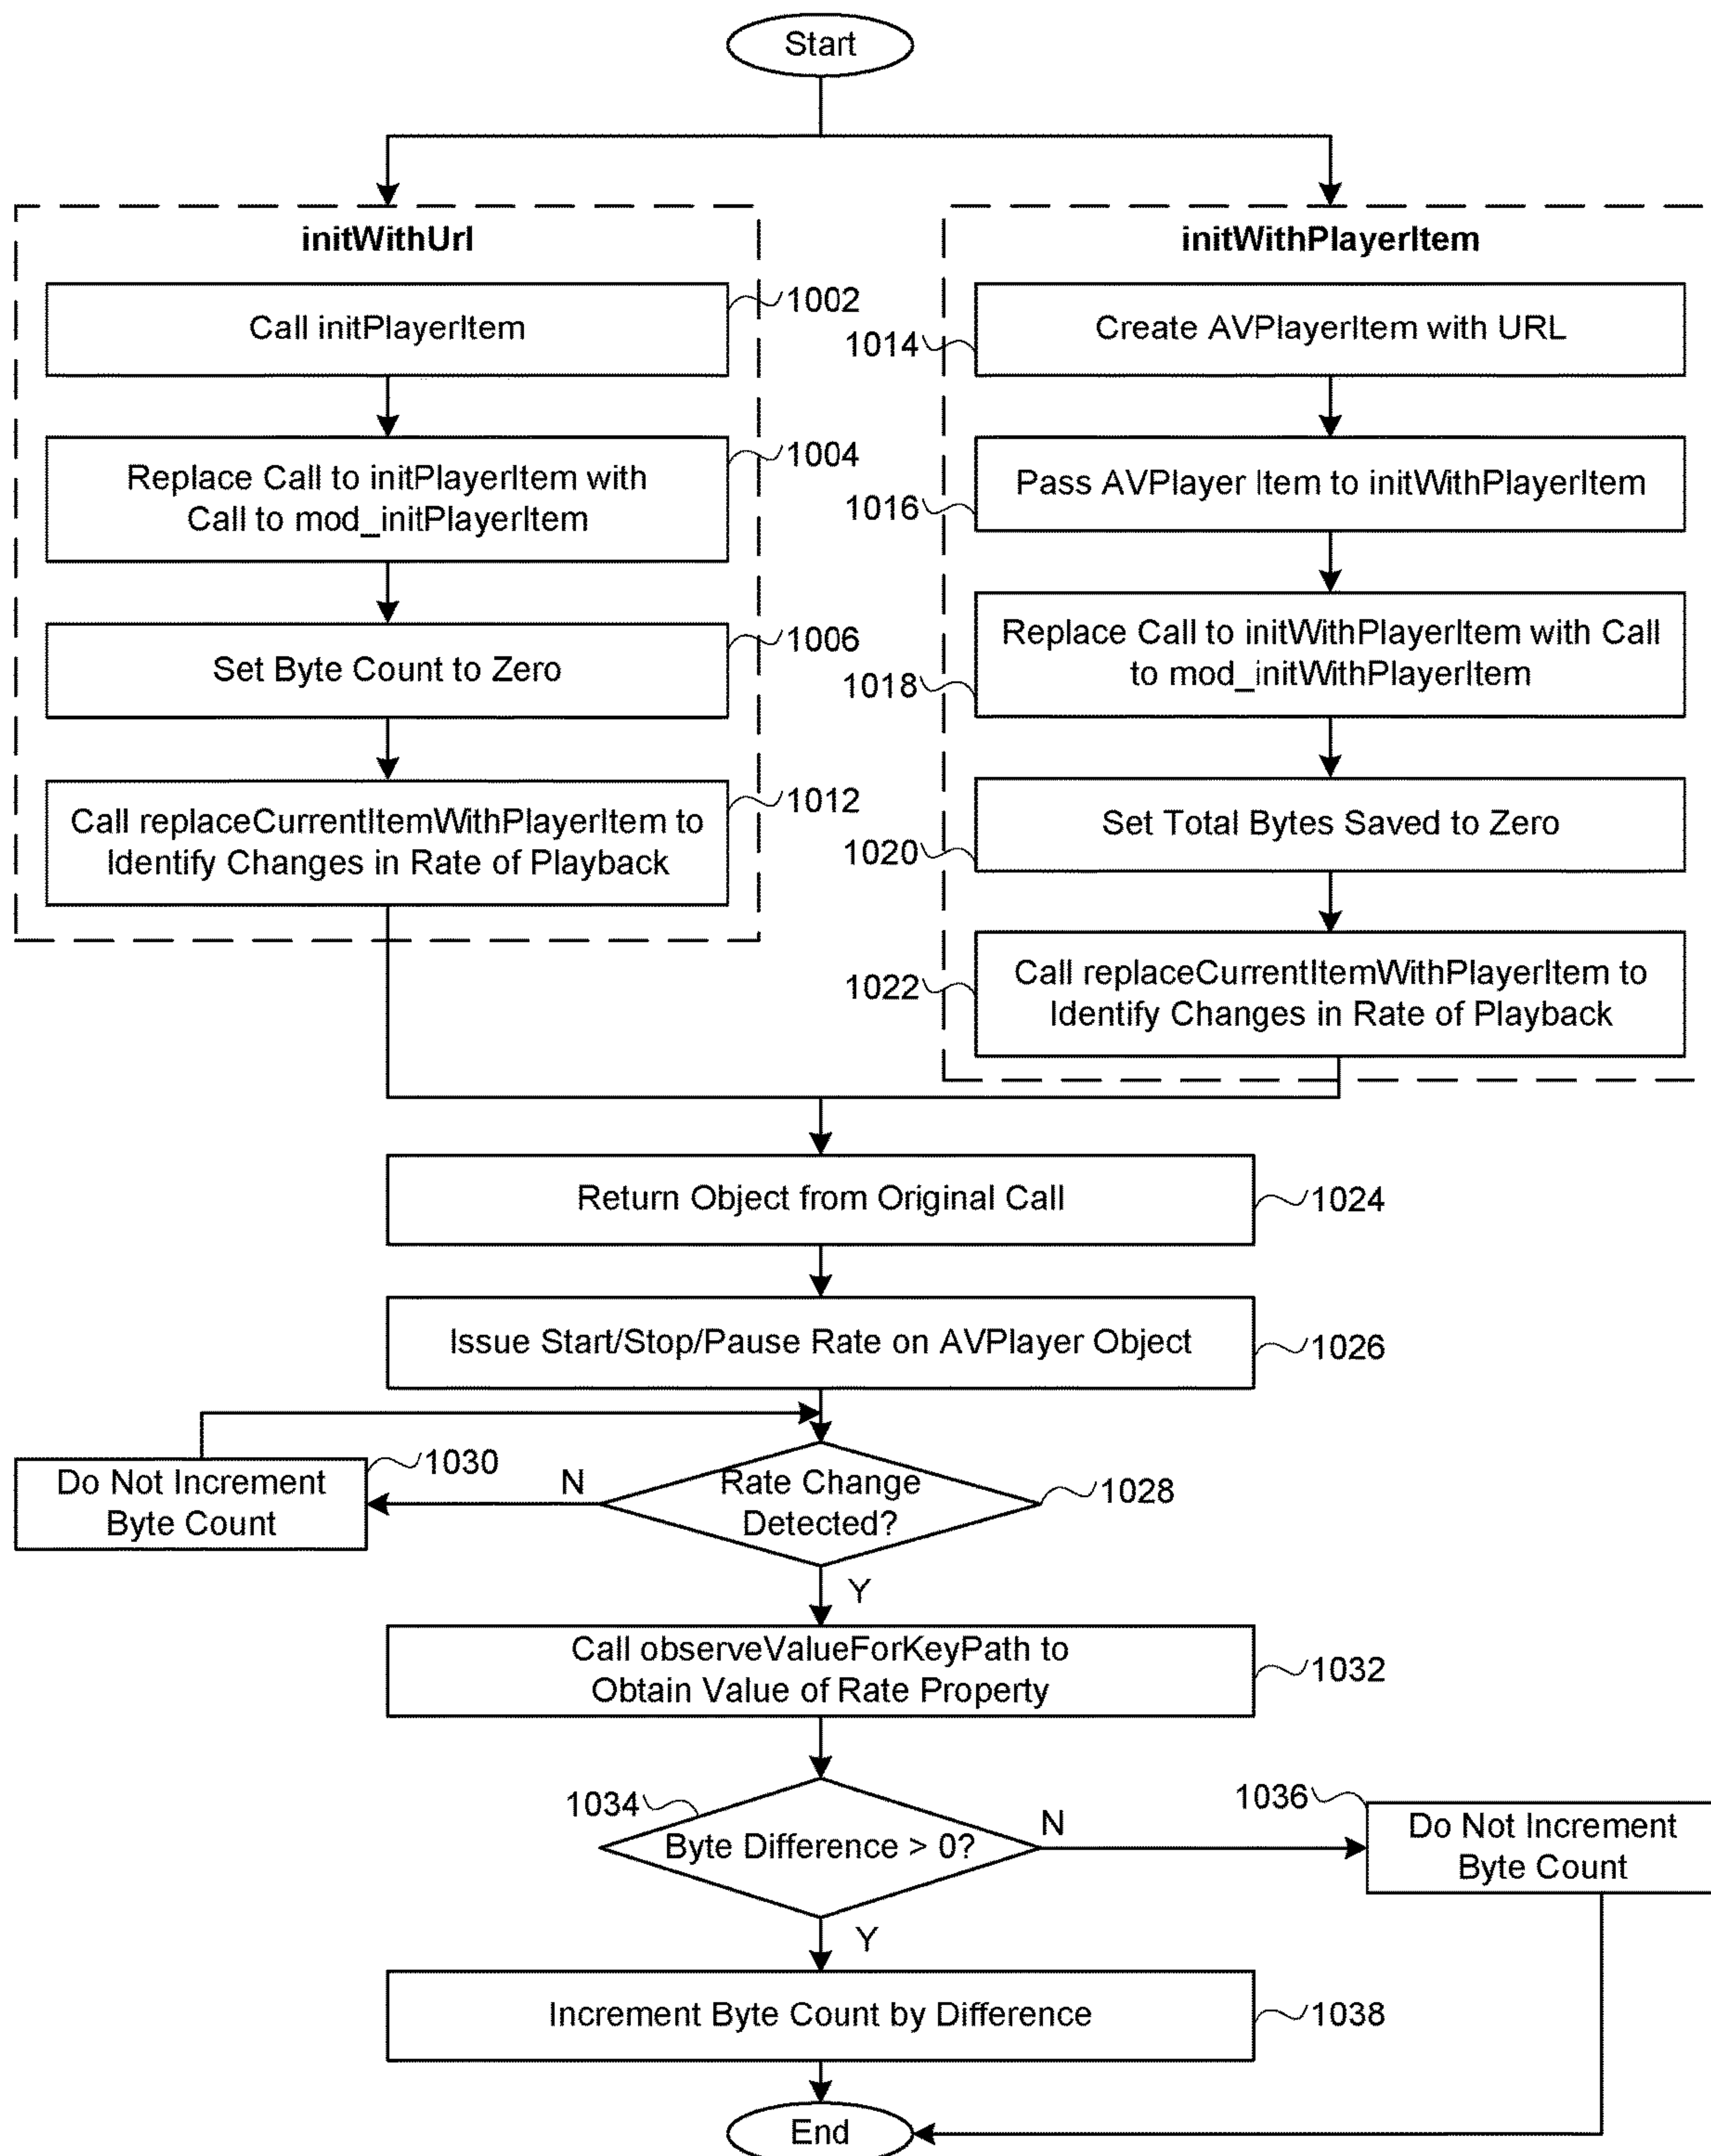 Start
initWithUrl
Call initPlayerItem
1002
Replace Call to initPlayerItem with
Call to mod_initPlayerItem
1004
Set Byte Count to Zero
1006
Call replaceCurrentItemWithPlayerItem to
Identify Changes in Rate of Playback
1012
initWithPlayerItem
Create AVPlayerItem with URL
1014
Pass AVPlayer Item to initWithPlayerItem
1016
Replace Call to initWithPlayerItem with Call
to mod_initWithPlayerItem
1018
Set Total Bytes Saved to Zero
1020
Call replaceCurrentItemWithPlayerItem to
Identify Changes in Rate of Playback
1022
Return Object from Original Call
1024
Issue Start/Stop/Pause Rate on AVPlayer Object
1026
Rate Change
Detected?
1028
N
Do Not Increment
Byte Count
1030
Y
Call observeValueForKeyPath to
Obtain Value of Rate Property
1032
1034
Byte Difference > 0?
N
1036
Do Not Increment
Byte Count
Y
Increment Byte Count by Difference
1038
End